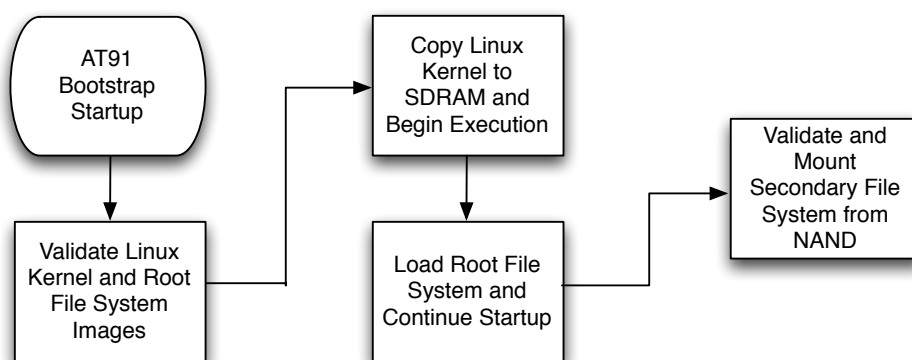 AT91
Bootstrap
Startup
Validate Linux
Kernel and Root
File System
Images
Copy Linux
Kernel to
SDRAM and
Begin Execution
Load Root File
System and
Continue Startup
Validate and
Mount
Secondary File
System from
NAND